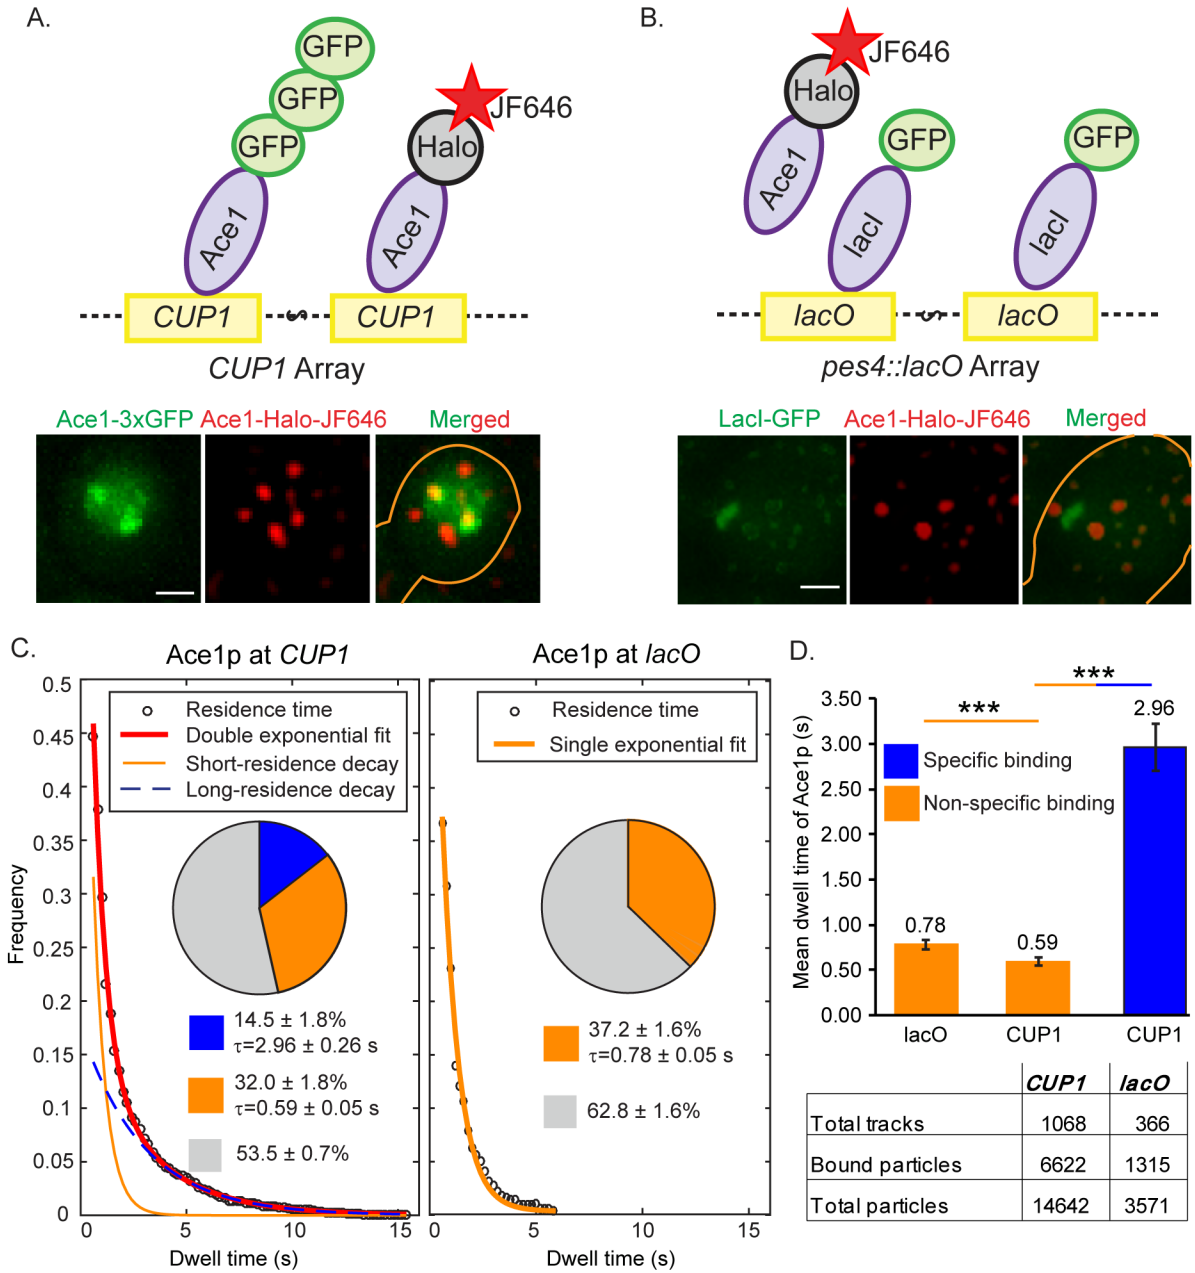 A.
GFP
GFP
GFP
JF646
Halo
Ace1
Ace1
CUP1
CUP1
CUP1 Array
Ace1-3xGFP
Ace1-Halo-JF646
Merged
B.
JF646
Halo
GFP
GFP
Ace1
lacI
lacI
lacO
lacO
pes4::lacO Array
LacI-GFP
Ace1-Halo-JF646
Merged
C.
Ace1p at CUP1
0.5
0.45
0.4
0.35
0.3
0.25
0.2
0.15
0.1
0.05
0
Frequency
Residence time
Double exponential fit
Short-residence decay
Long-residence decay
14.5 ± 1.8%
τ=2.96 ± 0.26 s
32.0 ± 1.8%
τ=0.59 ± 0.05 s
53.5 ± 0.7%
0 5 10 15
Dwell time (s)
Ace1p at lacO
Residence time
Single exponential fit
37.2 ± 1.6%
τ=0.78 ± 0.05 s
62.8 ± 1.6%
0 5 10 15
Dwell time (s)
D.
Mean dwell time of Ace1p (s)
3.50
3.00
2.50
2.00
1.50
1.00
0.50
0.00
***
***
2.96
Specific binding
Non-specific binding
0.78
0.59
lacO CUP1 CUP1
CUP1 lacO
Total tracks 1068 366
Bound particles 6622 1315
Total particles 14642 3571